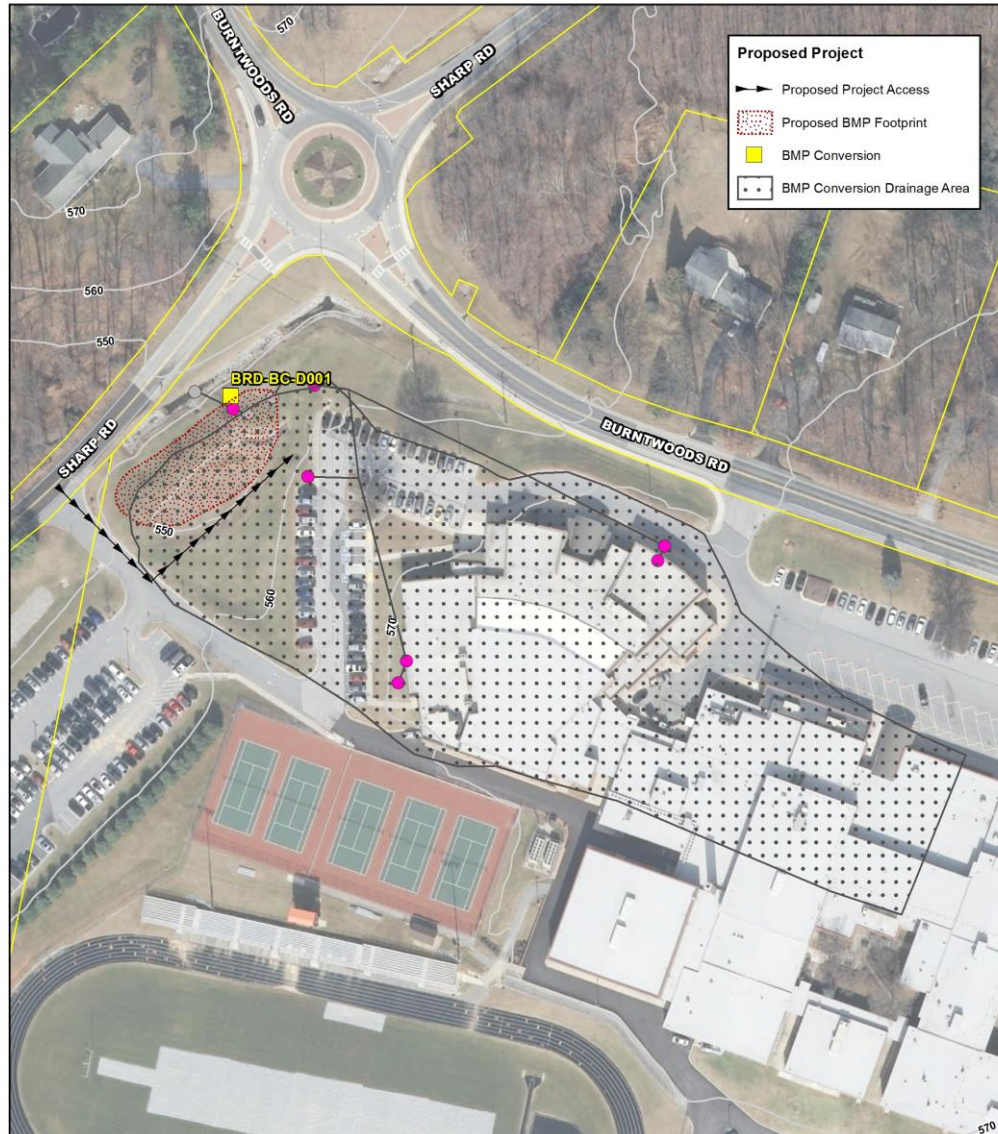 570
BURNTWOODS RD
SHARP RD
Proposed Project
Proposed Project Access
Proposed BMP Footprint
BMP Conversion
BMP Conversion Drainage Area
570
560
550
BRD-BC-D001
SHARP RD
BURNTWOODS RD
550
560
570
570